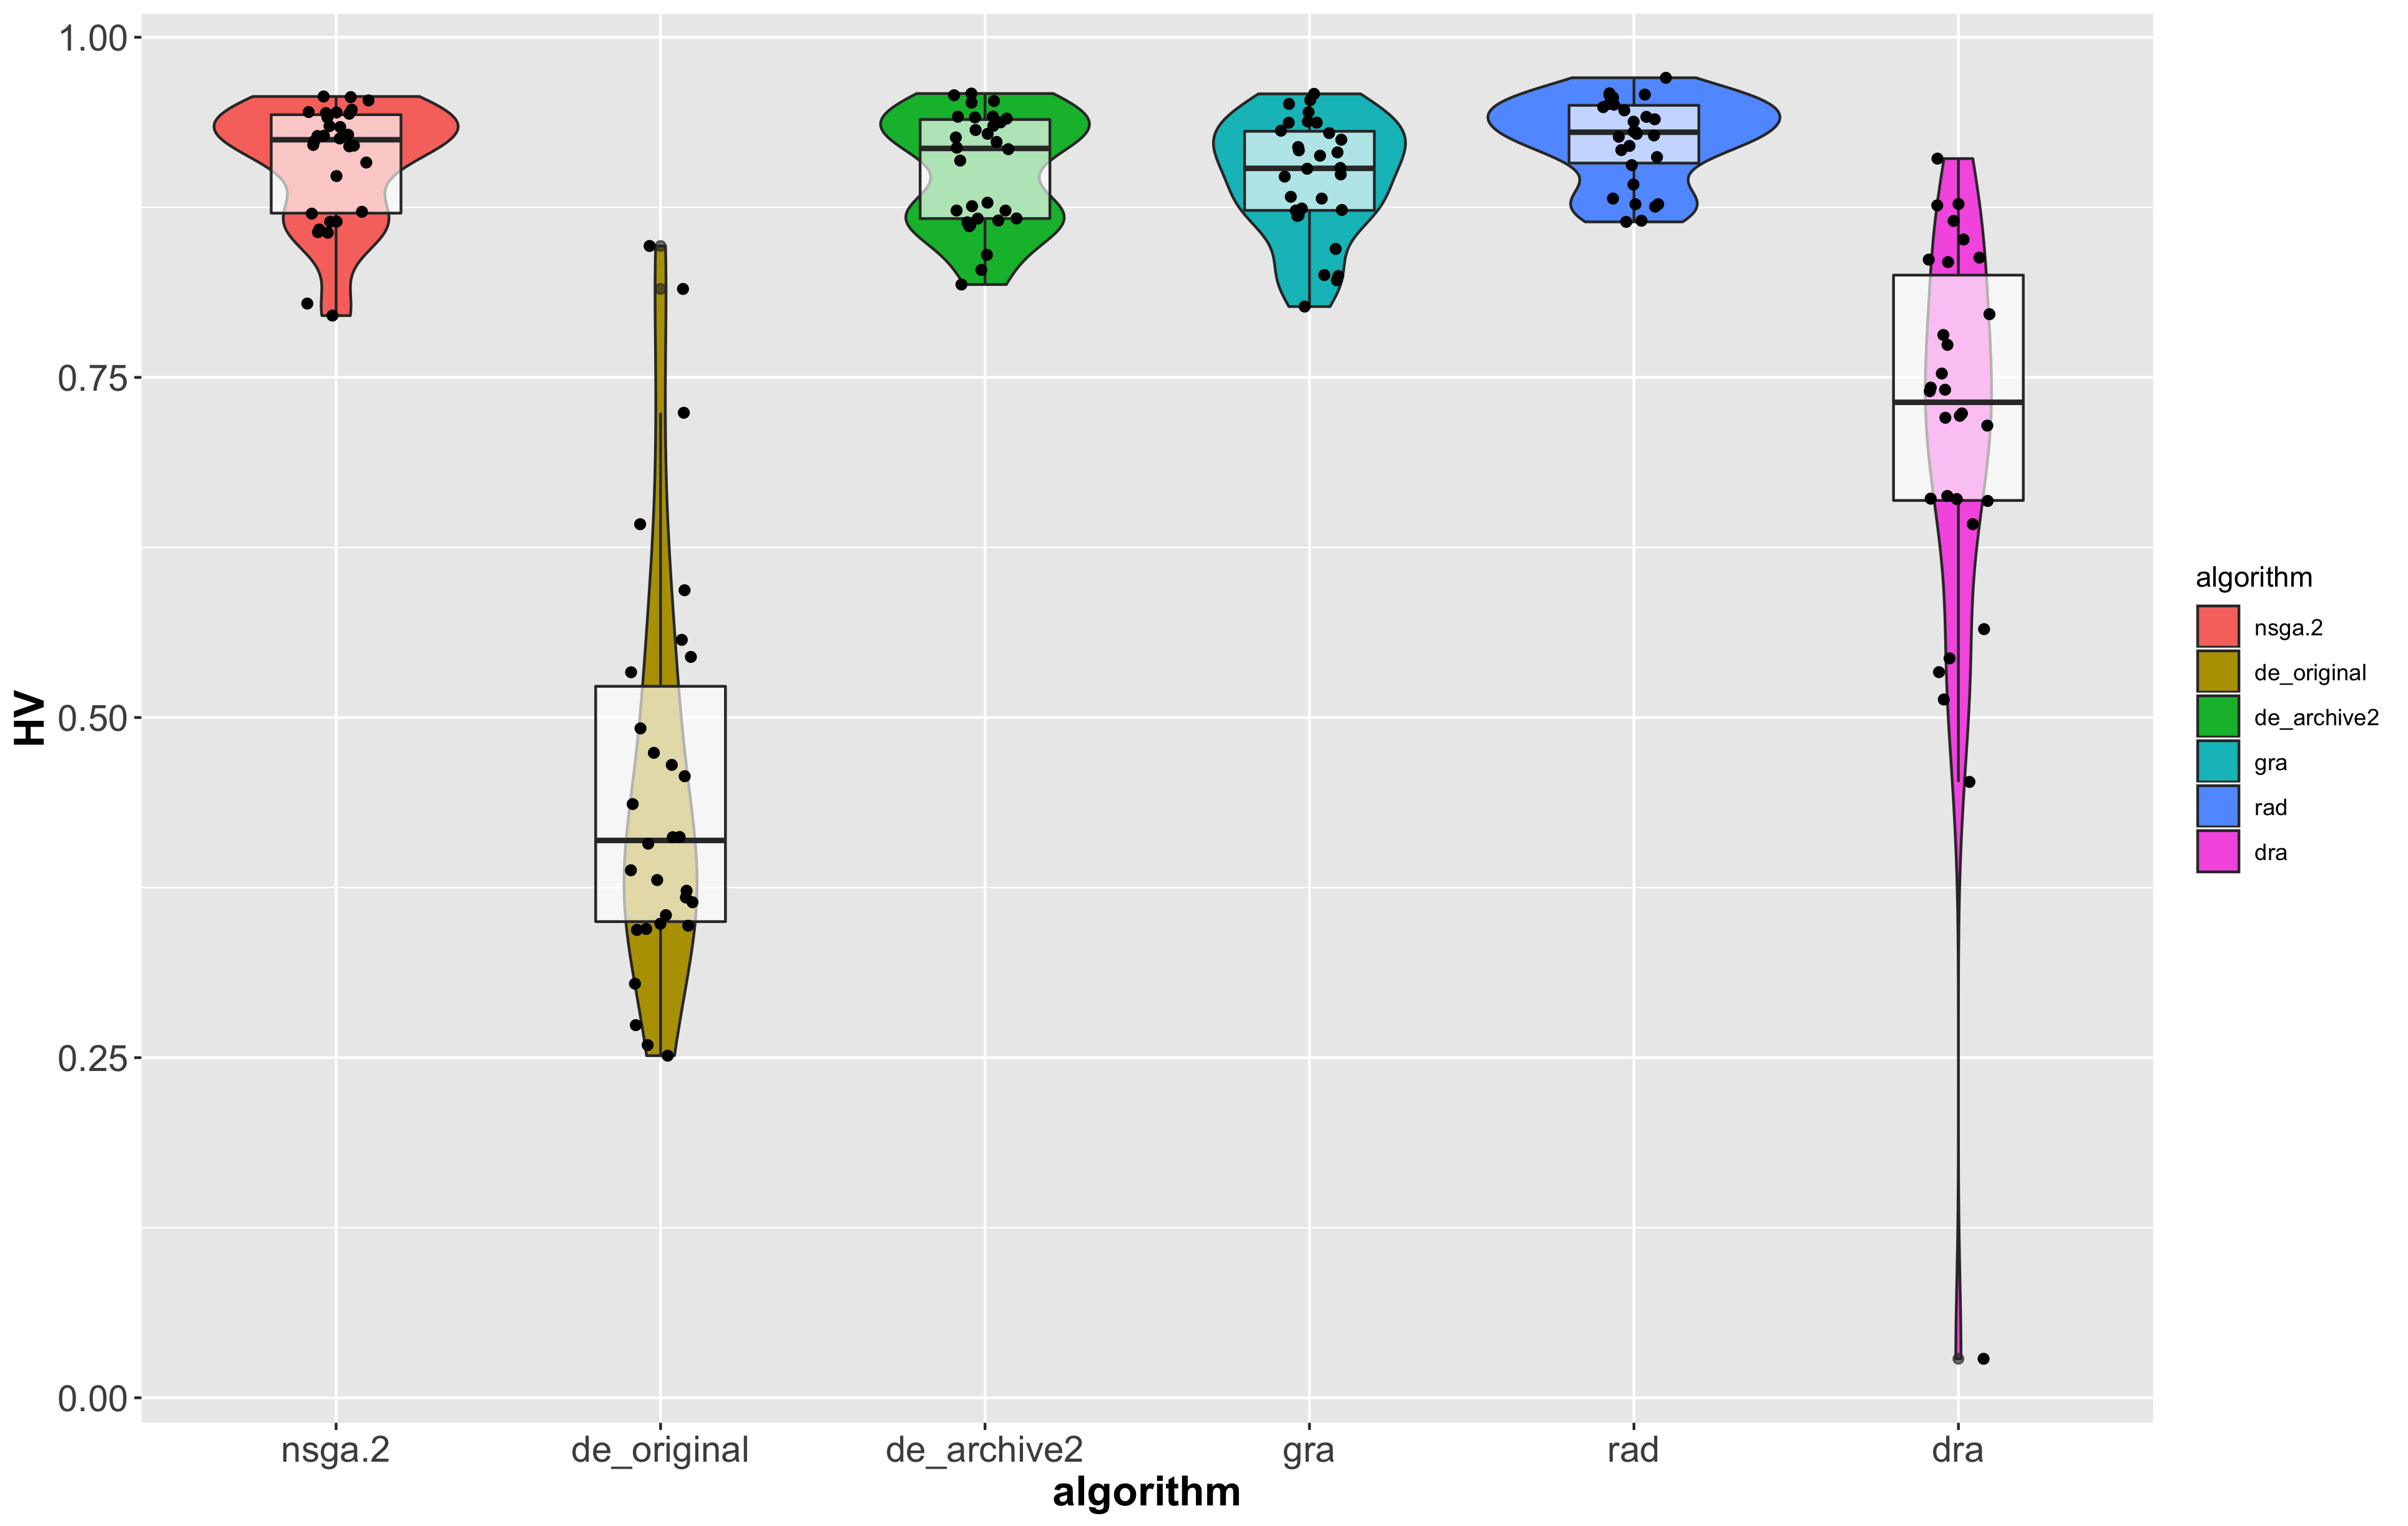 1.00
0.75
0.50
0.25
0.00
HV
nsga.2 de_original de_archive2 gra rad dra
algorithm
algorithm
nsga.2
de_original
de_archive2
gra
rad
dra